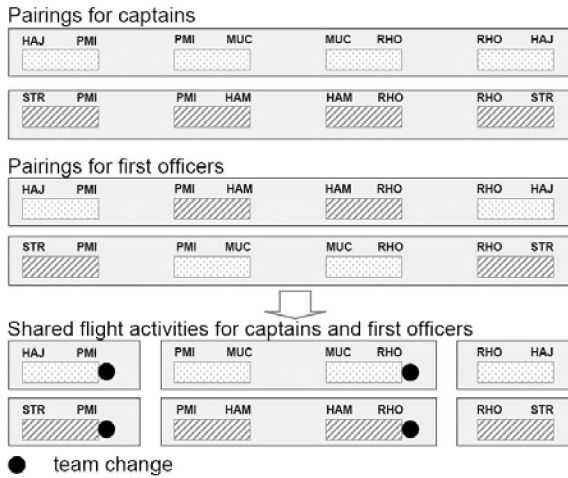 Pairings for captains
HAJ PMI PMI MUC MUC RHO RHO HAJ
STR PMI PMI HAM HAM RHO RHO STR
Pairings for first officers
HAJ PMI PMI HAM HAM RHO RHO HAJ
STR PMI PMI MUC MUC RHO RHO STR
Shared flight activities for captains and first officers
HAJ PMI PMI MUC MUC RHO RHO HAJ
STR PMI PMI HAM HAM RHO RHO STR
team change